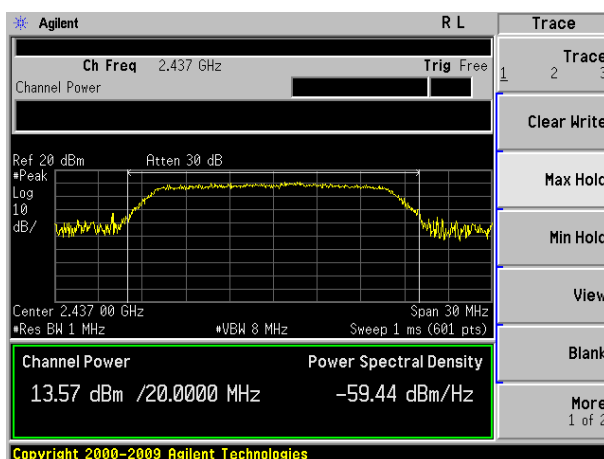 Agilent R L Trace
Ch Freq 2.437 GHz Trig Free
Channel Power
Trace
1 2 3
Clear Write
Max Hold
Min Hold
View
Blank
More
1 of 2
Ref 20 dBm Atten 30 dB
#Peak
Log
10
dB/
Center 2.437 00 GHz Span 30 MHz
#Res BW 1 MHz #VBW 8 MHz Sweep 1 ms (601 pts)
Channel Power Power Spectral Density
13.57 dBm /20.0000 MHz -59.44 dBm/Hz
Copyright 2000-2009 Agilent Technologies